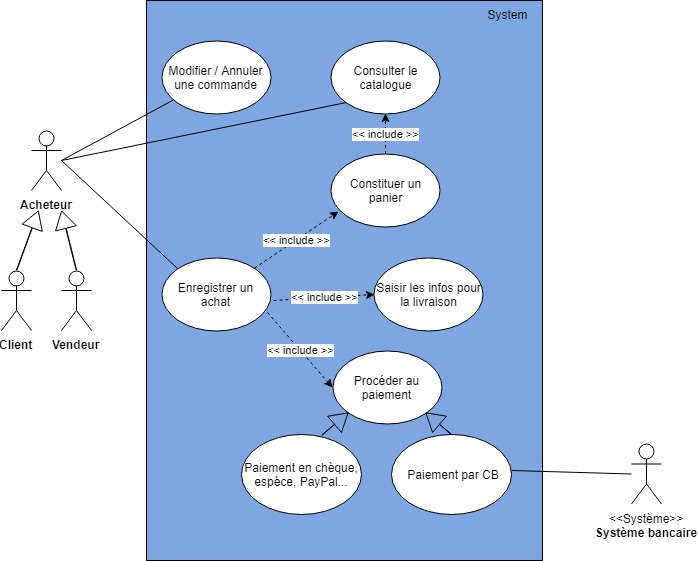 System
Modifier / Annuler
une commande
Consulter le
catalogue
<< include >>
Acheteur
Constituer un
panier
<< include >>
Enregistrer un
achat
<< include >>
Saisir les infos pour
la livraison
Client
Vendeur
<< include >>
Procéder au
paiement
Paiement en chèque,
espèce, PayPal...
Paiement par CB
<<Système>>
Système bancaire